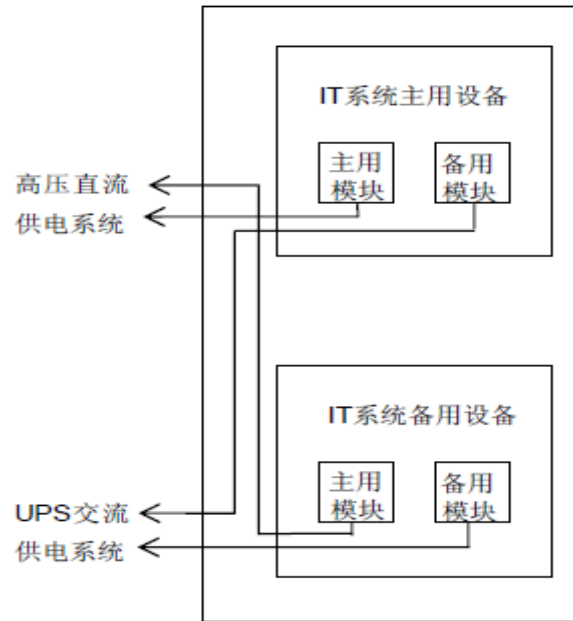 IT系统主用设备
主用
模块
备用
模块
高压直流
供电系统
IT系统备用设备
主用
模块
备用
模块
UPS交流
供电系统